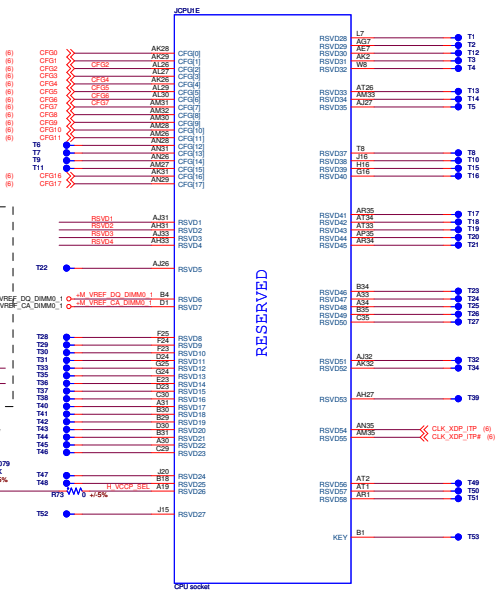 JCPU1E
(6) CFG0 AK28 CFG[0]
(6) CFG1 AK29 CFG[1]
(6) CFG2 CFG2 AL26 CFG[2]
(6) CFG3 AL27 CFG[3]
(6) CFG4 CFG4 AK26 CFG[4]
(6) CFG5 CFG5 AL29 CFG[5]
(6) CFG6 CFG6 AL30 CFG[6]
(6) CFG7 CFG7 AM31 CFG[7]
(6) CFG8 AM32 CFG[8]
(6) CFG9 AM30 CFG[9]
(6) CFG10 AM28 CFG[10]
(6) CFG11 AM26 CFG[11]
T6 AN28 CFG[12]
T7 AN31 CFG[13]
T9 AN26 CFG[14]
T11 AM27 CFG[15]
(6) CFG16 AK31 CFG[16]
(6) CFG17 AN29 CFG[17]
RSVD1 AJ31 RSVD1
RSVD2 AH31 RSVD2
RSVD3 AJ33 RSVD3
RSVD4 AH33 RSVD4
T22 AJ26 RSVD5
VREF_DQ_DIMM0_1 +M_VREF_DQ_DIMM0_1 B4 RSVD6
VREF_CA_DIMM0_1 +M_VREF_CA_DIMM0_1 D1 RSVD7
T28 F25 RSVD8
T29 F24 RSVD9
T30 F23 RSVD10
T31 D24 RSVD11
T33 G25 RSVD12
T35 G24 RSVD13
T36 E23 RSVD14
T37 D23 RSVD15
T38 C30 RSVD16
T40 A31 RSVD17
T41 B30 RSVD18
T42 B29 RSVD19
T43 D30 RSVD20
T44 B31 RSVD21
T45 A30 RSVD22
T46 C29 RSVD23
079
5%
T47 J20 RSVD24
T48 B18 RSVD25
R73 0 +/-5% H_VCCP_SEL A19 RSVD26
T52 J15 RSVD27
RESERVED
RSVD28 L7 T1
RSVD29 AG7 T2
RSVD30 AE7 T12
RSVD31 AK2 T3
RSVD32 W8 T4
RSVD33 AT26 T13
RSVD34 AM33 T14
RSVD35 AJ27 T5
RSVD37 T8 T8
RSVD38 J16 T10
RSVD39 H16 T15
RSVD40 G16 T16
RSVD41 AR35 T17
RSVD42 AT34 T18
RSVD43 AT33 T19
RSVD44 AP35 T20
RSVD45 AR34 T21
RSVD46 B34 T23
RSVD47 A33 T24
RSVD48 A34 T25
RSVD49 B35 T26
RSVD50 C35 T27
RSVD51 AJ32 T32
RSVD52 AK32 T34
RSVD53 AH27 T39
RSVD54 AN35 CLK_XDP_ITP (6)
RSVD55 AM35 CLK_XDP_ITP# (6)
RSVD56 AT2 T49
RSVD57 AT1 T50
RSVD58 AR1 T51
KEY B1 T53
CPU socket